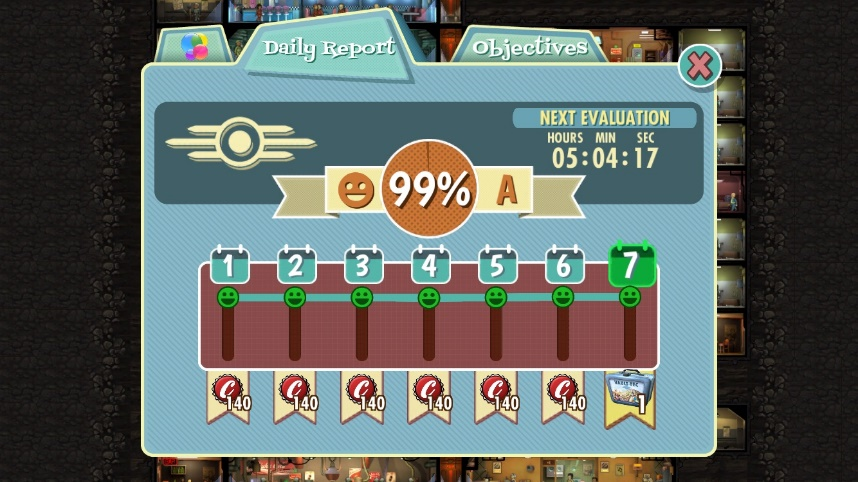 Daily Report
Objectives
NEXT EVALUATION
HOURS MIN SEC
05:04:17
99% A
1 2 3 4 5 6 7
140 140 140 140 140 140 1